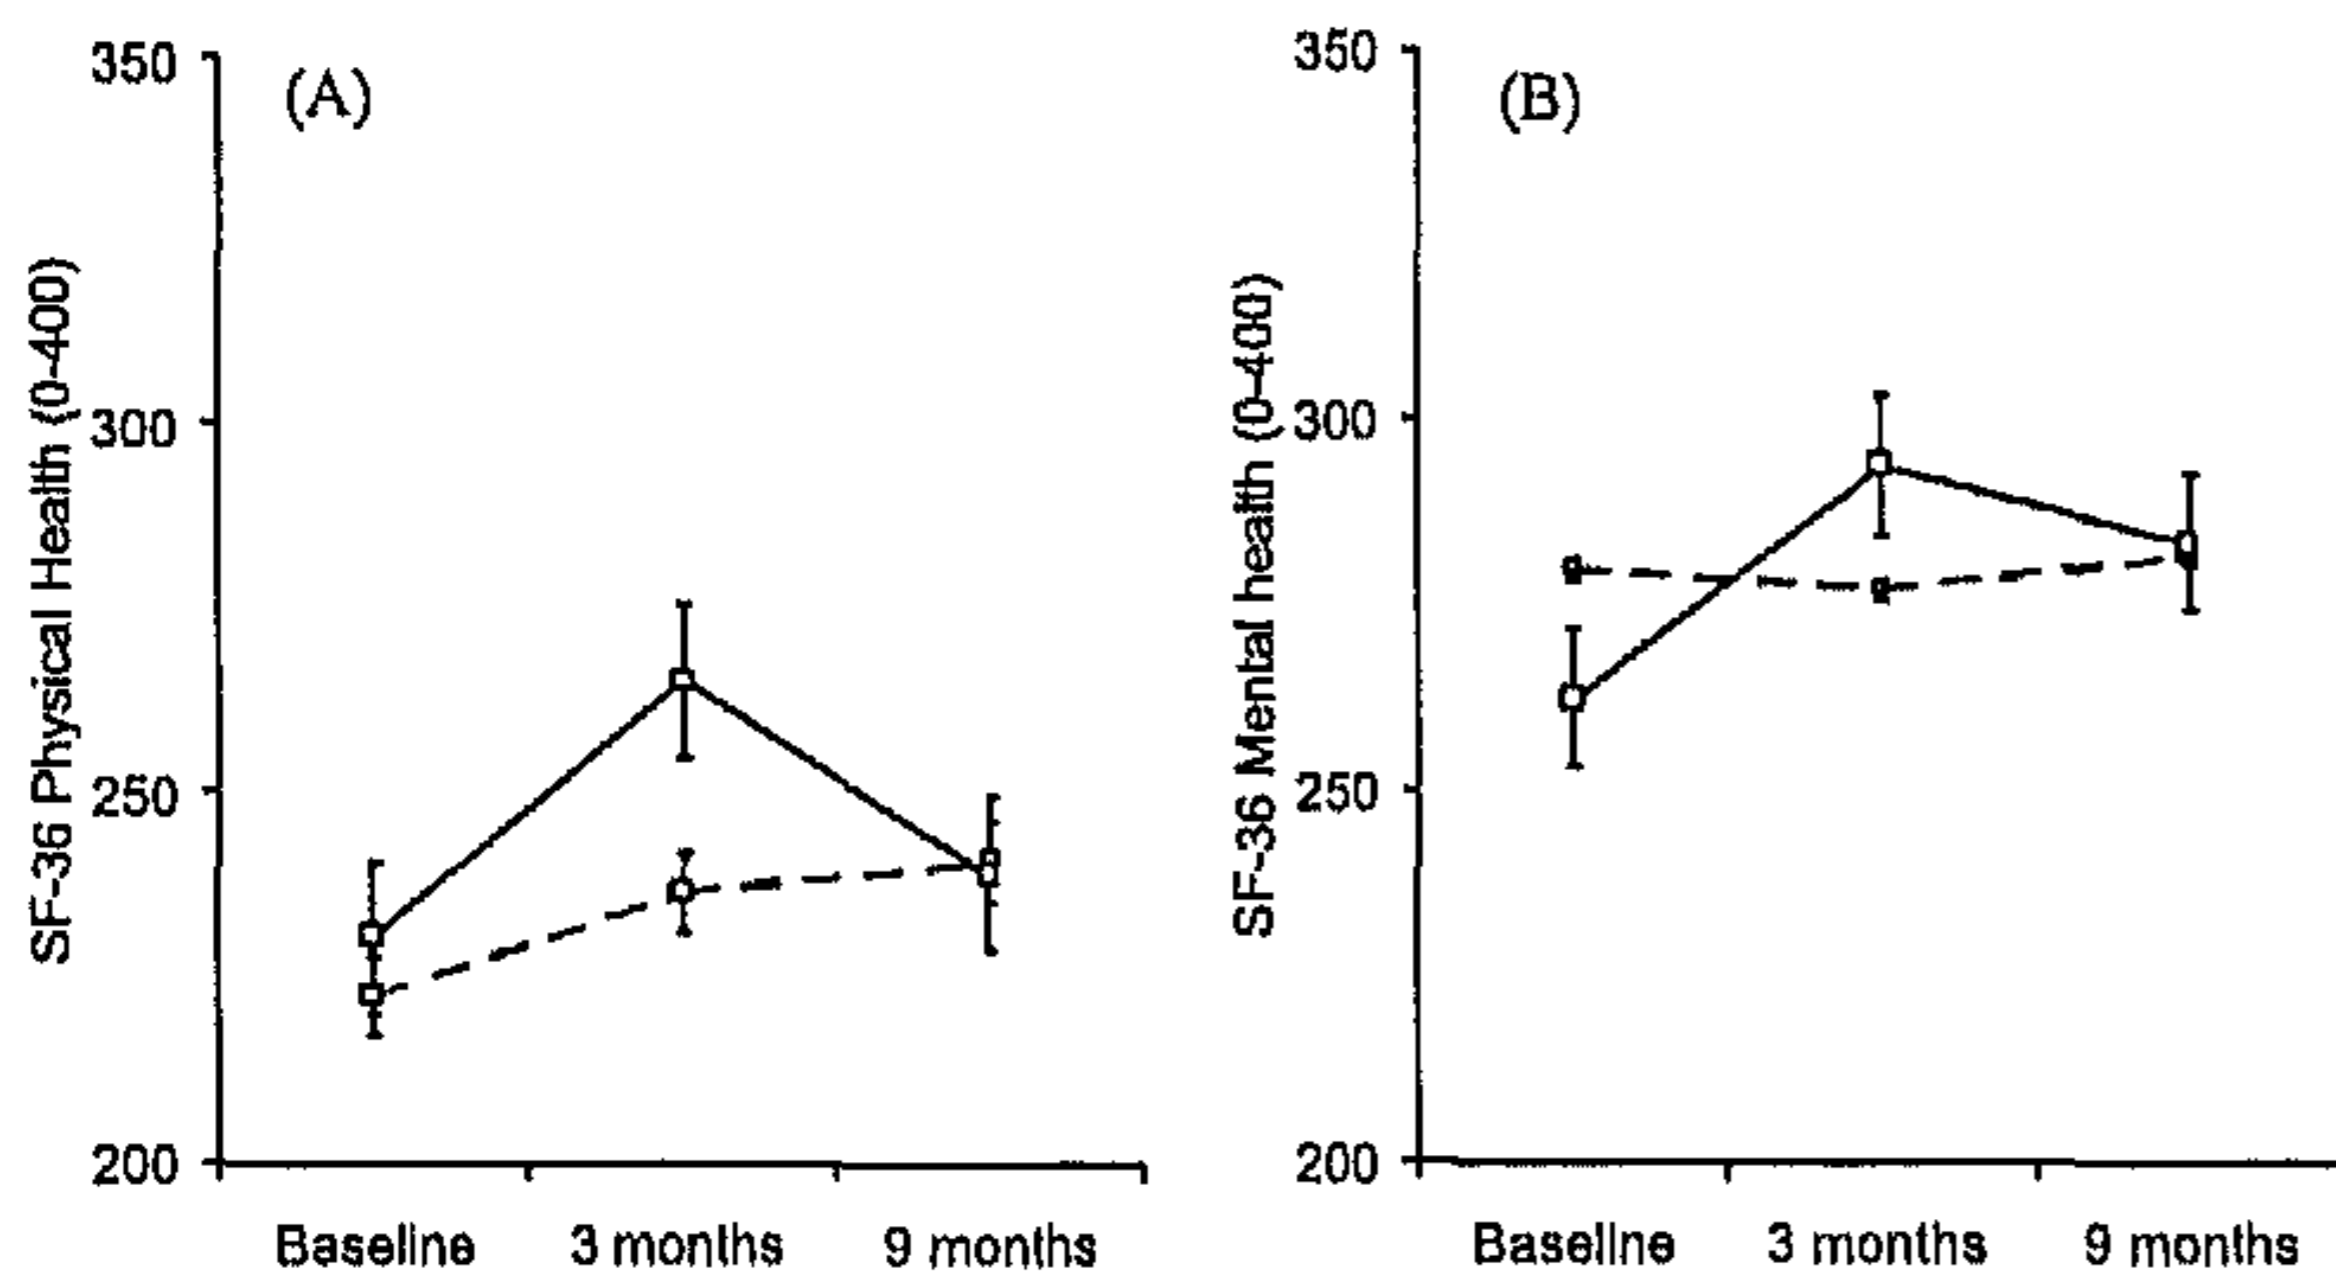 (A)
SF-36 Physical Health (0-400)
350
300
250
200
Baseline 3 months 9 months
(B)
SF-36 Mental health (0-400)
350
300
250
200
Baseline 3 months 9 months